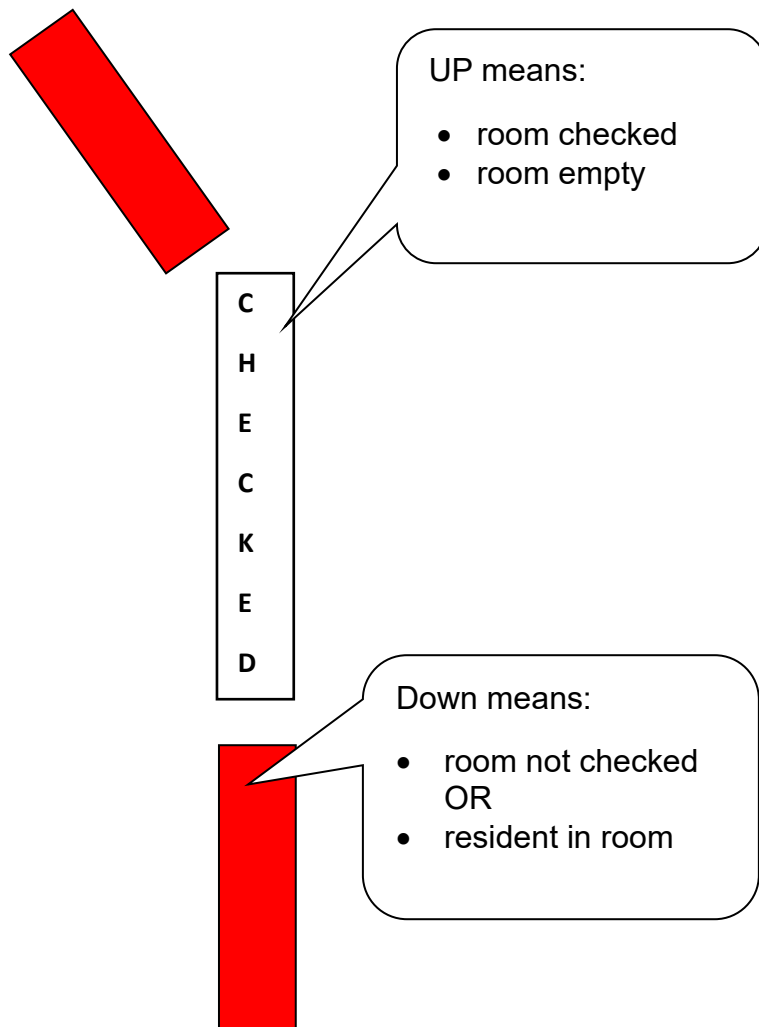 UP means:
• room checked
• room empty
C
H
E
C
K
E
D
Down means:
• room not checked
OR
• resident in room